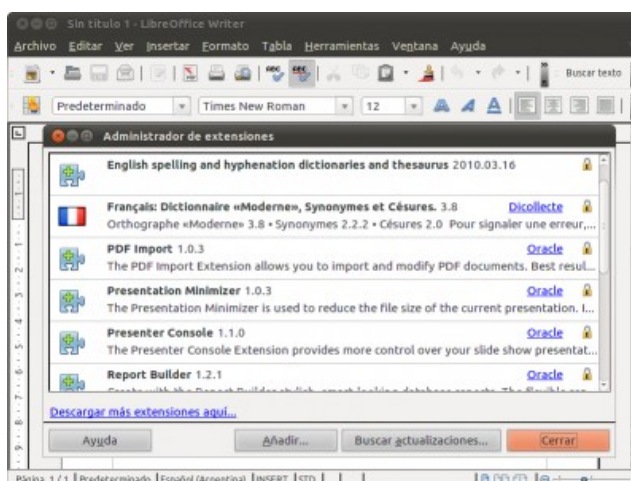 Sin título 1 - LibreOffice Writer
Archivo Editar Ver Insertar Formato Tabla Herramientas Ventana Ayuda
Buscar texto
Predeterminado Times New Roman 12
Administrador de extensiones
English spelling and hyphenation dictionaries and thesaurus 2010.03.16
Français: Dictionnaire «Moderne», Synonymes et Césures. 3.8 Dicollecte
Orthographe «Moderne» 3.8 • Synonymes 2.2.2 • Césures 2.0 Pour signaler une erreur,...
PDF Import 1.0.3 Oracle
The PDF Import Extension allows you to import and modify PDF documents. Best resul...
Presentation Minimizer 1.0.3 Oracle
The Presentation Minimizer is used to reduce the file size of the current presentation. I...
Presenter Console 1.1.0 Oracle
The Presenter Console Extension provides more control over your slide show presentat...
Report Builder 1.2.1 Oracle
Descargar más extensiones aquí...
Ayuda Añadir... Buscar actualizaciones... Cerrar
Página 1 / 1 Predeterminado Español (Argentina) INSERT STD